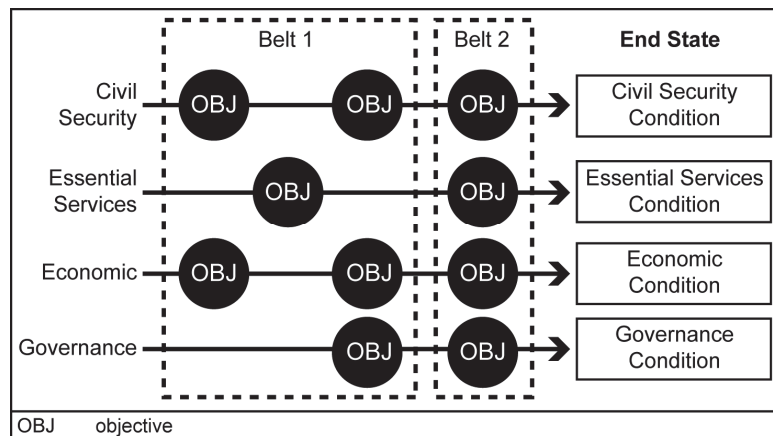 Belt 1
Belt 2
End State
Civil
Security
OBJ
OBJ
OBJ
Civil Security
Condition
Essential
Services
OBJ
OBJ
Essential Services
Condition
Economic
OBJ
OBJ
OBJ
Economic
Condition
Governance
OBJ
OBJ
Governance
Condition
OBJ objective